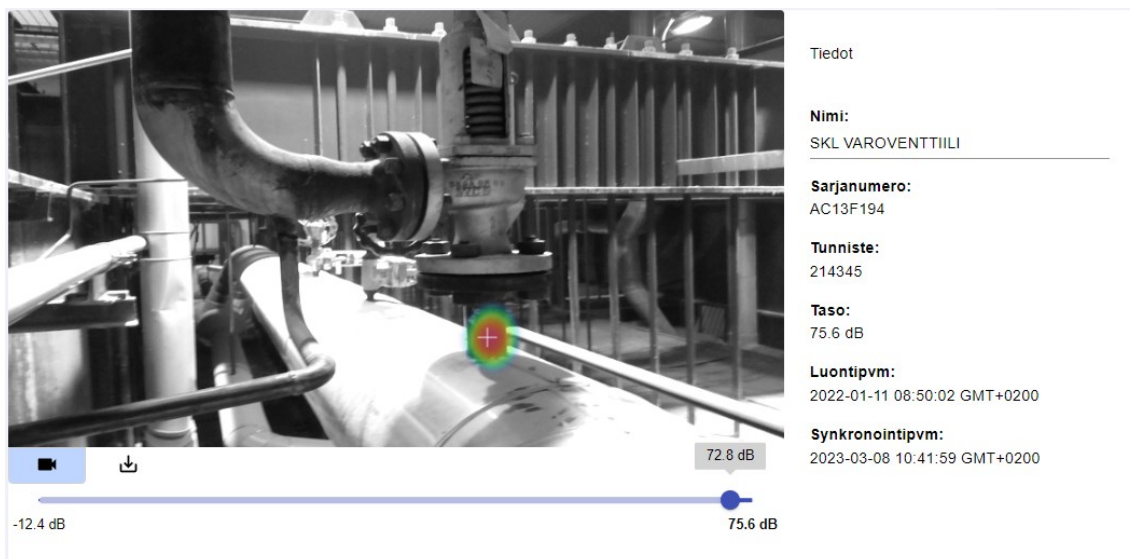 Tiedot
Nimi:
SKL VAROVENTTIILI
Sarjanumero:
AC13F194
Tunniste:
214345
Taso:
75.6 dB
Luontipvm:
2022-01-11 08:50:02 GMT+0200
Synkronointipvm:
2023-03-08 10:41:59 GMT+0200
72.8 dB
-12.4 dB
75.6 dB